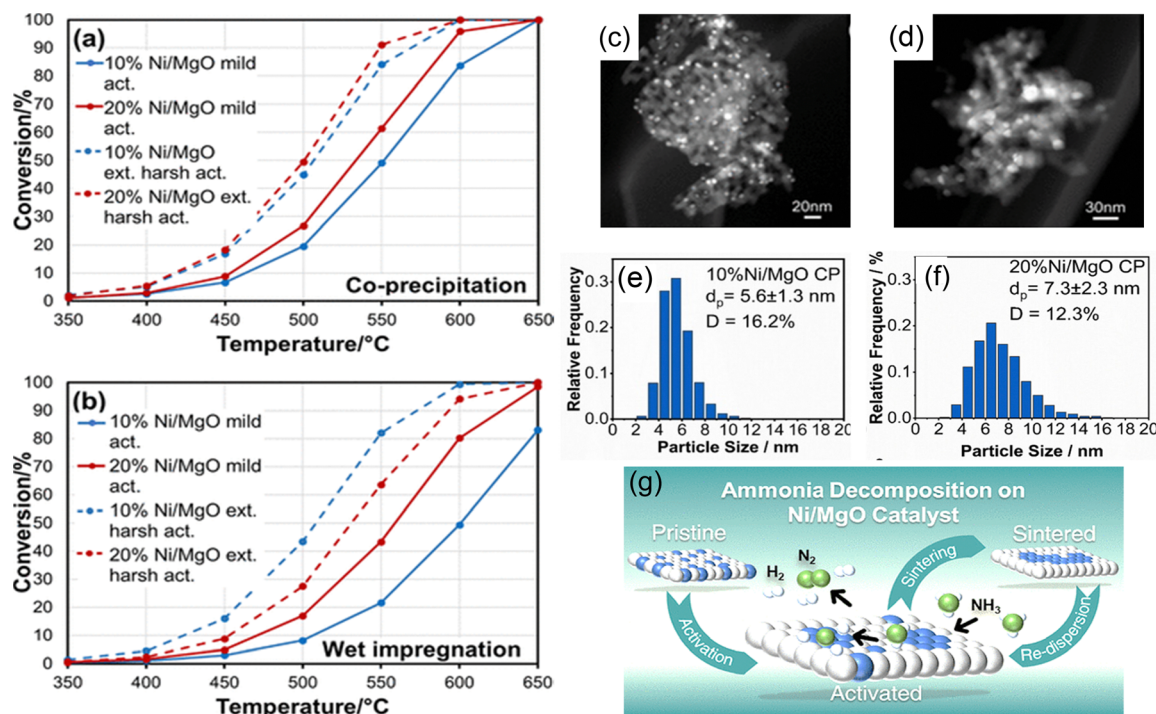 (a)
100
90
80
70
60
50
40
30
20
10
0
Conversion/%
10% Ni/MgO mild
act.
20% Ni/MgO mild
act.
10% Ni/MgO
ext. harsh act.
20% Ni/MgO ext.
harsh act.
Co-precipitation
350 400 450 500 550 600 650
Temperature/°C
(b)
100
90
80
70
60
50
40
30
20
10
0
Conversion/%
10% Ni/MgO mild
act.
20% Ni/MgO mild
act.
10% Ni/MgO ext.
harsh act.
20% Ni/MgO ext.
harsh act.
Wet impregnation
350 400 450 500 550 600 650
Temperature/°C
(c)
20nm
(d)
30nm
(e)
10%Ni/MgO CP
dp= 5.6±1.3 nm
D = 16.2%
Relative Frequency
0.3
0.2
0.1
0.0
0 2 4 6 8 10 12 14 16 18 20
Particle Size / nm
(f)
20%Ni/MgO CP
dp= 7.3±2.3 nm
D = 12.3%
Relative Frequency / %
0.3
0.2
0.1
0.0
0 2 4 6 8 10 12 14 16 18 20
Particle Size / nm
(g)
Ammonia Decomposition on
Ni/MgO Catalyst
Pristine
Sintered
H2
N2
Sintering
NH3
Activation
Re-dispersion
Activated